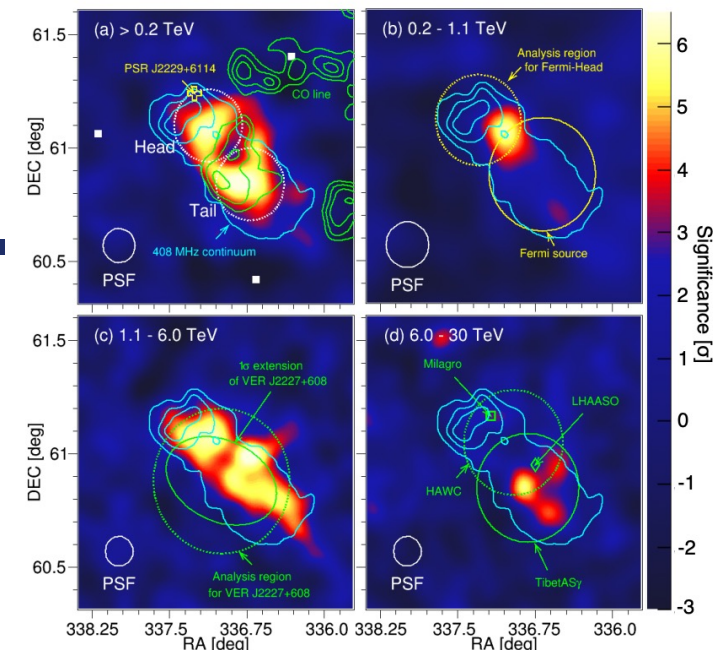 (a) > 0.2 TeV
PSR J2229+6114
CO line
Head
Tail
408 MHz continuum
PSF
(b) 0.2 - 1.1 TeV
Analysis region
for Fermi-Head
Fermi source
PSF
(c) 1.1 - 6.0 TeV
1σ extension
of VER J2227+608
Analysis region
for VER J2227+608
PSF
(d) 6.0 - 30 TeV
Milagro
LHAASO
HAWC
TibetASγ
PSF
DEC [deg]
61.5
61
60.5
DEC [deg]
61.5
61
60.5
338.25 337.5 336.75 336.0
RA [deg]
338.25 337.5 336.75 336.0
RA [deg]
6
5
4
3
2
1
0
-1
-2
-3
Significance [σ]